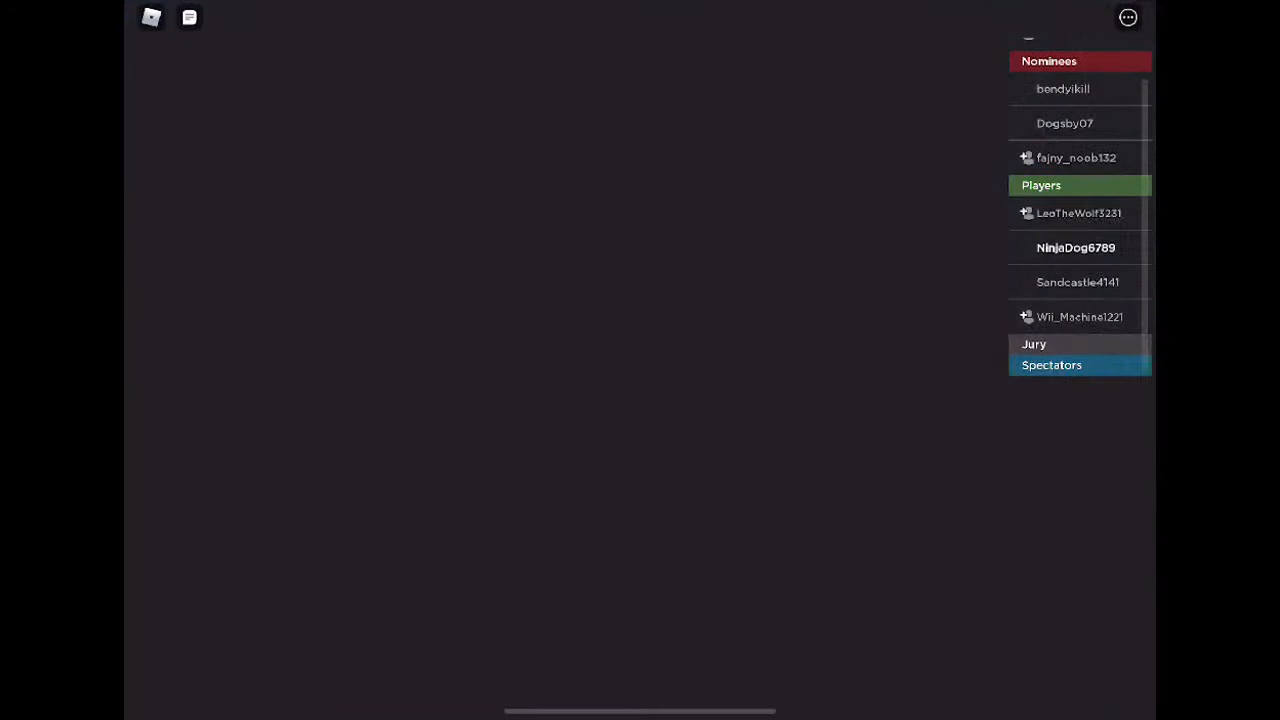 Nominees
bendyikill
Dogsby07
fajny_noob132
Players
LeoTheWolf3231
NinjaDog6789
Sandcastle4141
Wii_Machine1221
Jury
Spectators